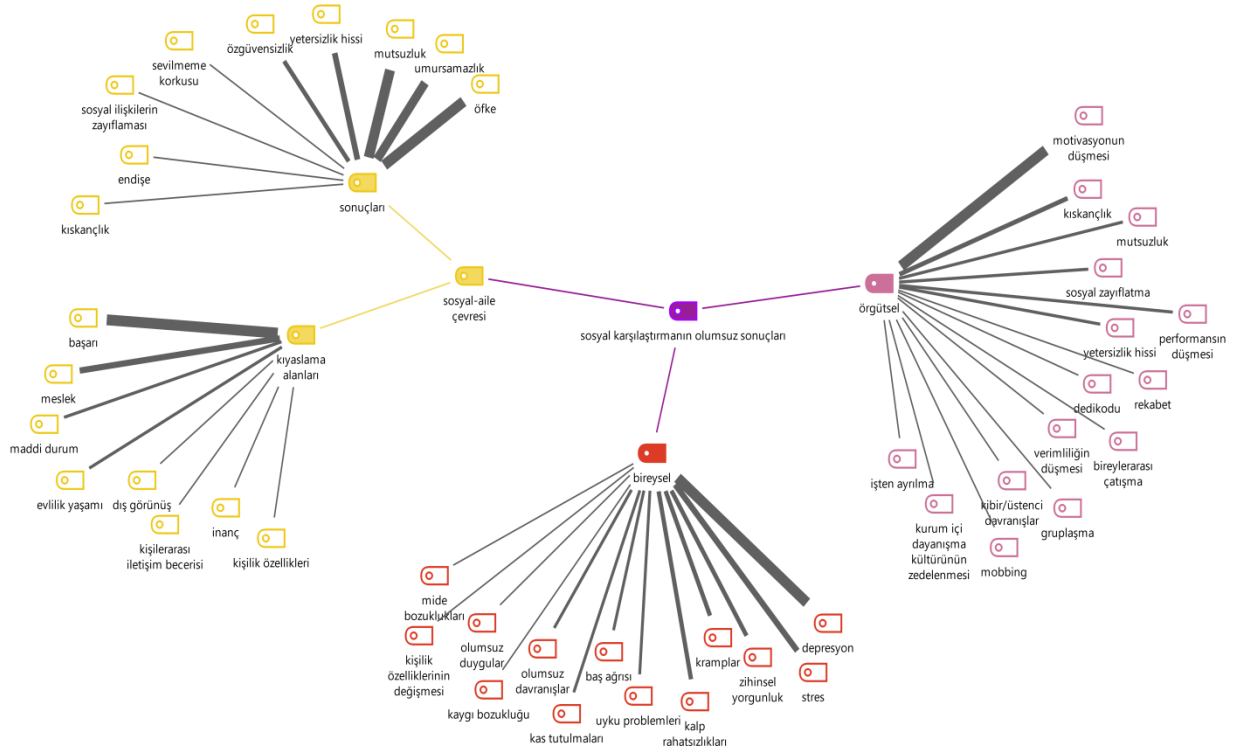 yetersizlik hissi
özgüvensizlik
mutsuzluk
sevilmeme
korkusu
umursamazlık
öfke
sosyal ilişkilerin
zayıflaması
endişe
kıskançlık
sonuçları
sosyal-aile
çevresi
sosyal karşılaştırmanın olumsuz sonuçları
örgütsel
motivasyonun
düşmesi
kıskançlık
mutsuzluk
sosyal zayıflatma
performansın
düşmesi
yetersizlik hissi
rekabet
dedikodu
bireylerarası
çatışma
verimliliğin
düşmesi
gruplaşma
kibir/üstenci
davranışlar
mobbing
kurum içi
dayanışma
kültürünün
zedelenmesi
işten ayrılma
kıyaslama
alanları
başarı
meslek
maddi durum
evlilik yaşamı
dış görünüş
kişilerarası
iletişim becerisi
inanç
kişilik özellikleri
bireysel
mide
bozuklukları
kişilik
özelliklerinin
değişmesi
olumsuz
duygular
kaygı bozukluğu
olumsuz
davranışlar
kas tutulmaları
baş ağrısı
uyku problemleri
kalp
rahatsızlıkları
kramplar
zihinsel
yorgunluk
stres
depresyon